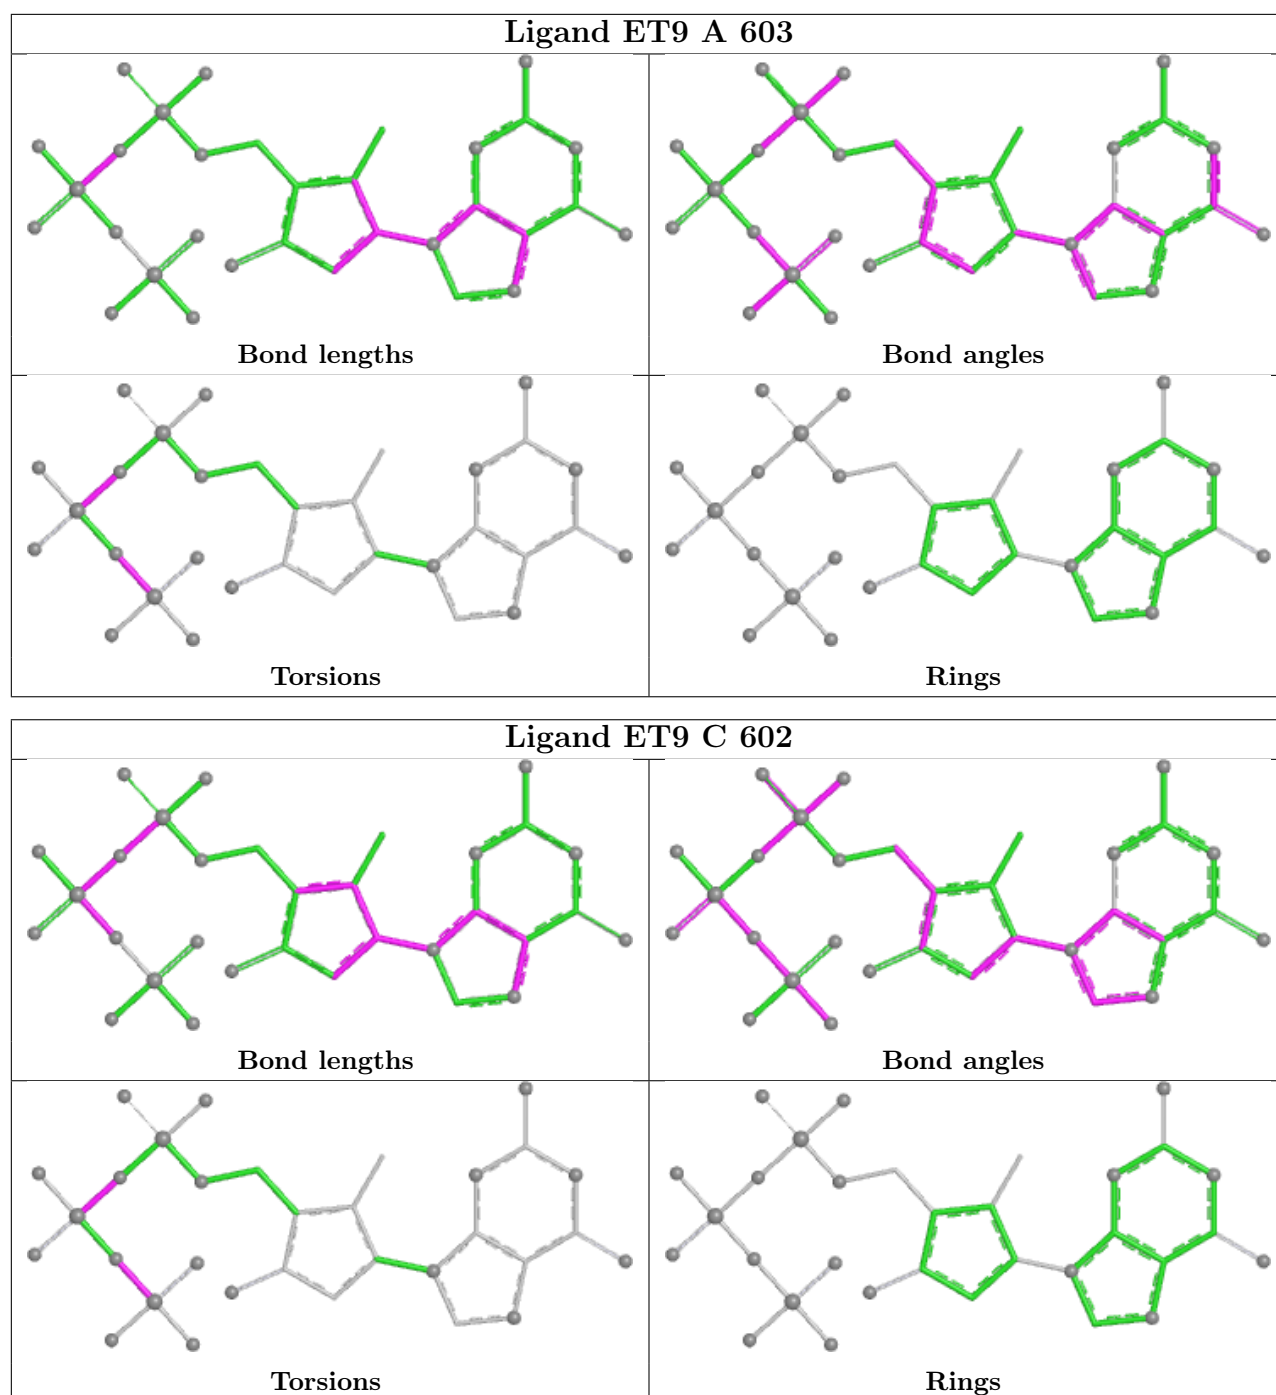 Ligand ET9 A 603
Bond lengths
Bond angles
Torsions
Rings
Ligand ET9 C 602
Bond lengths
Bond angles
Torsions
Rings